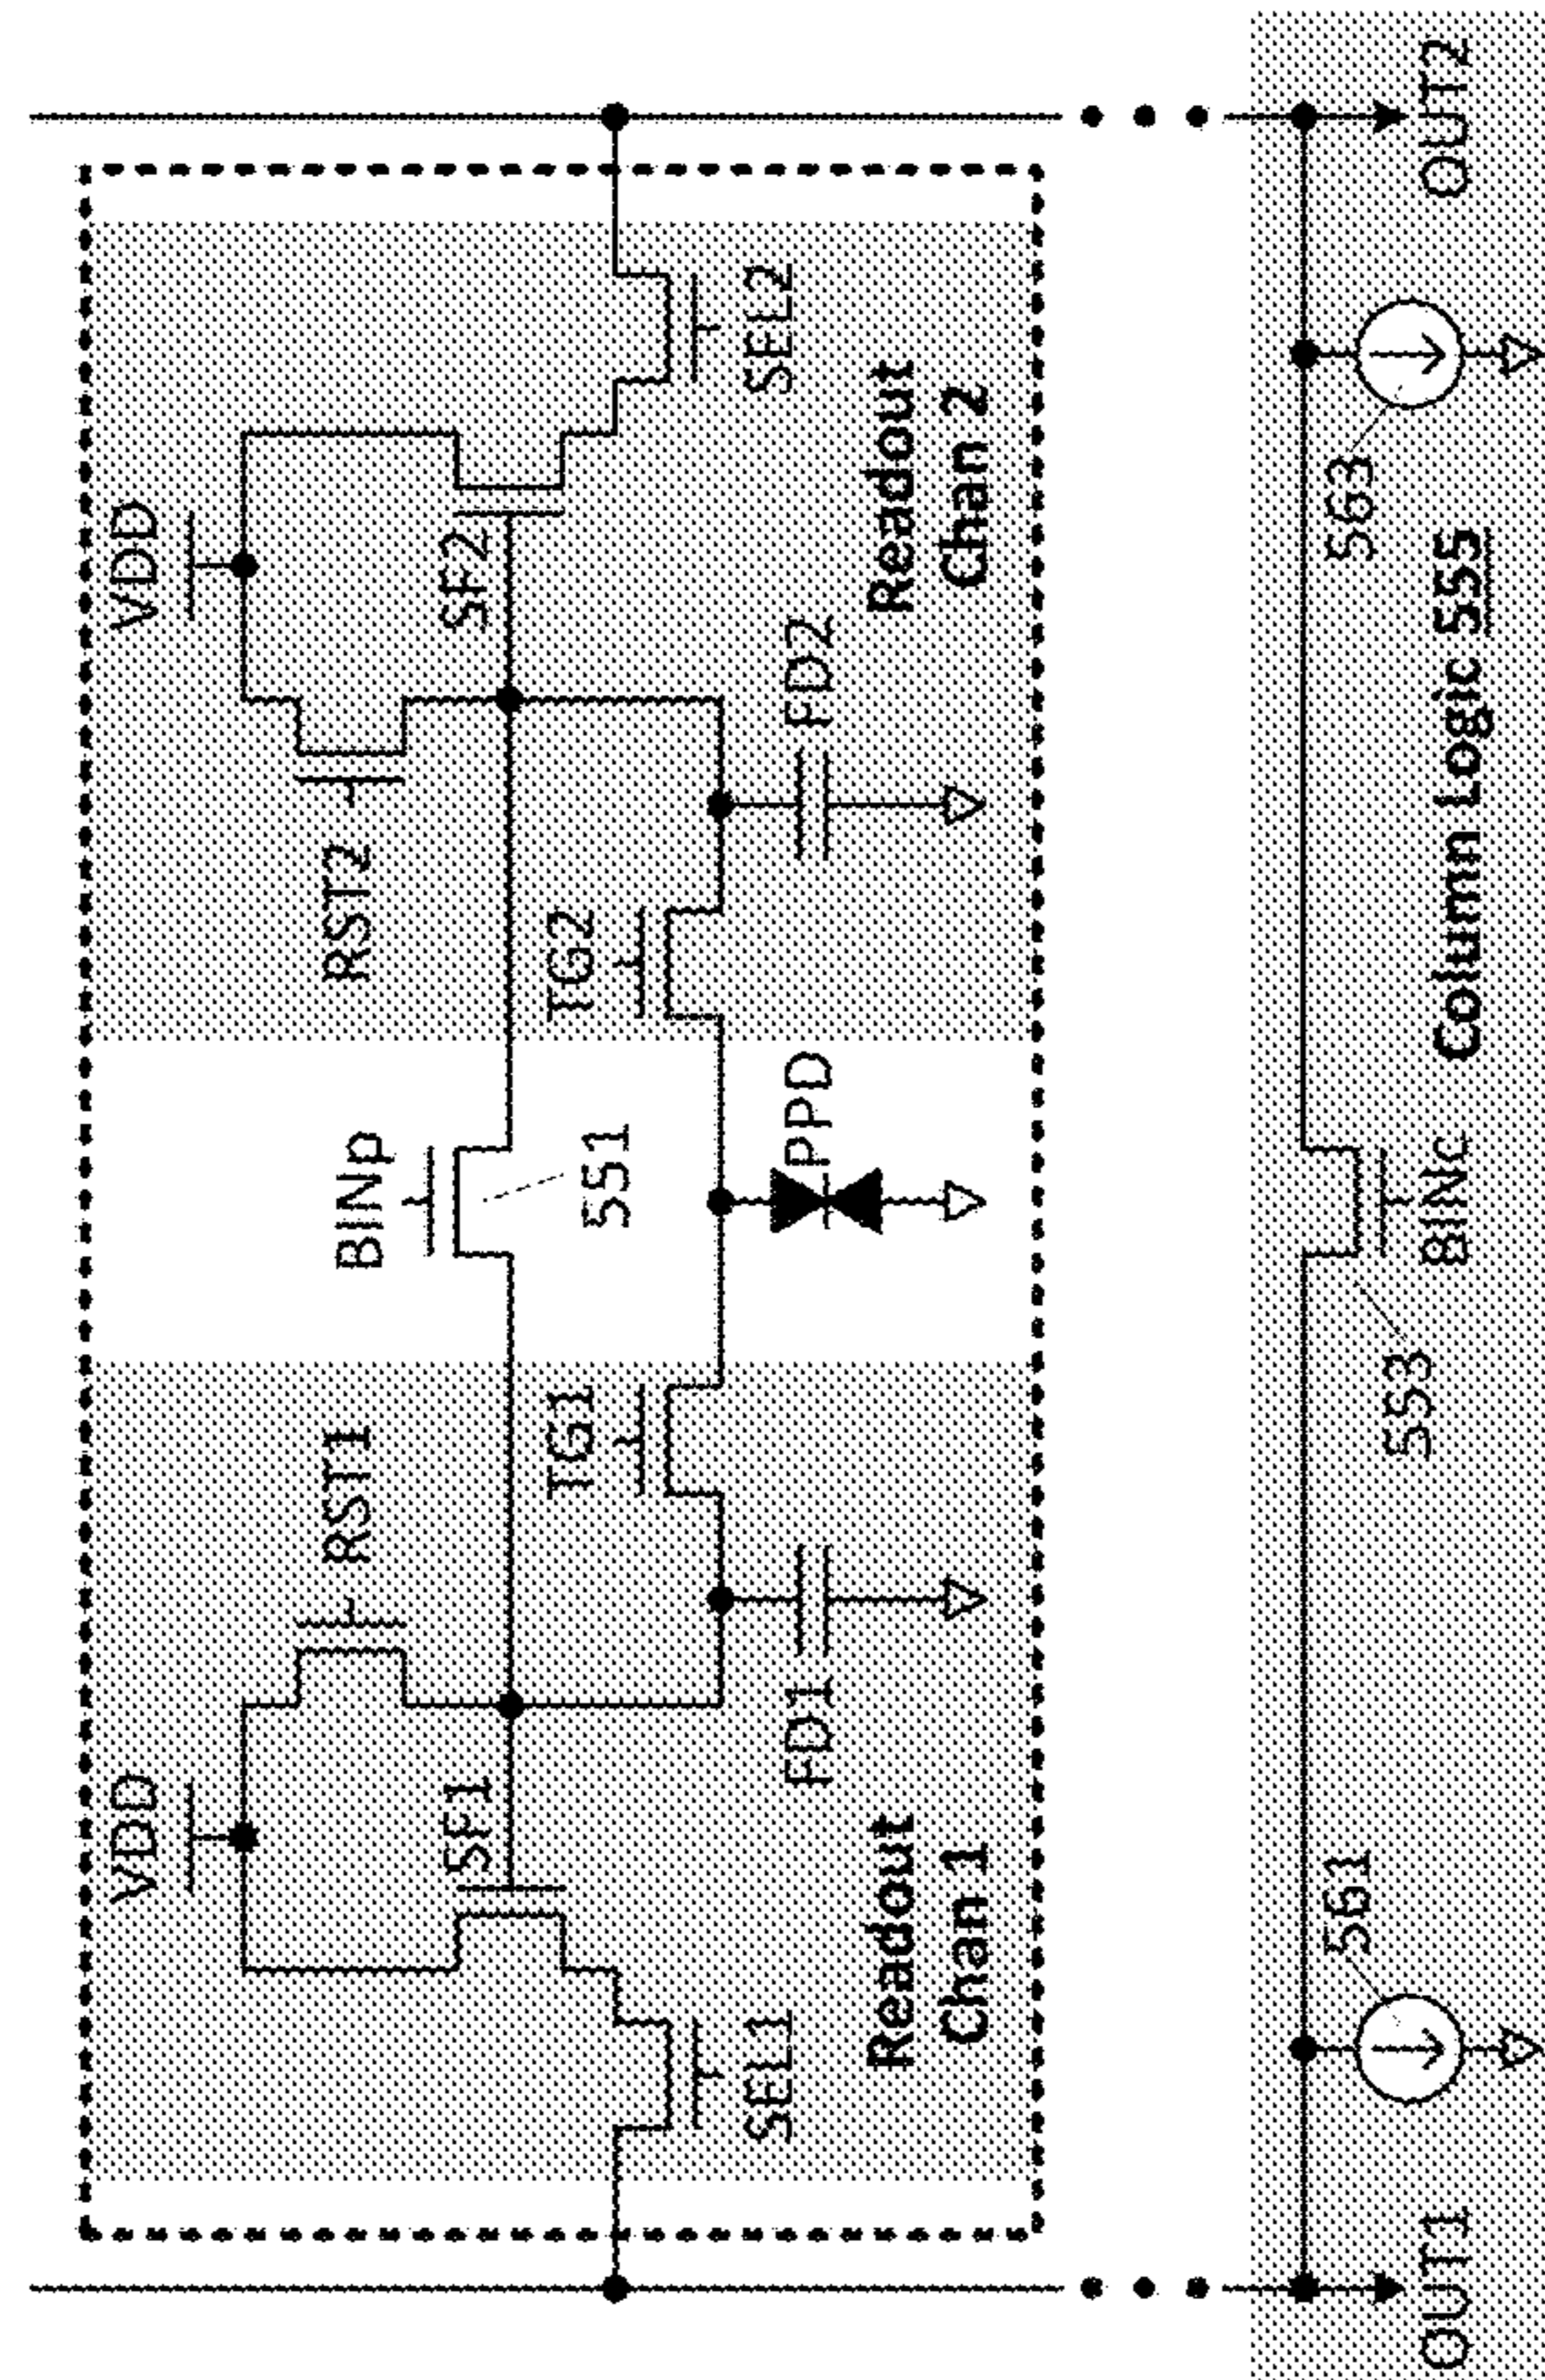 VDD
VDD
RST1
RST2
BINp
SF1
SF2
551
TG1
TG2
SEL1
FD1
PPD
FD2
SEL2
Readout
Chan 1
Readout
Chan 2
561
563
553
OUT1
BINc
Column Logic 555
OUT2